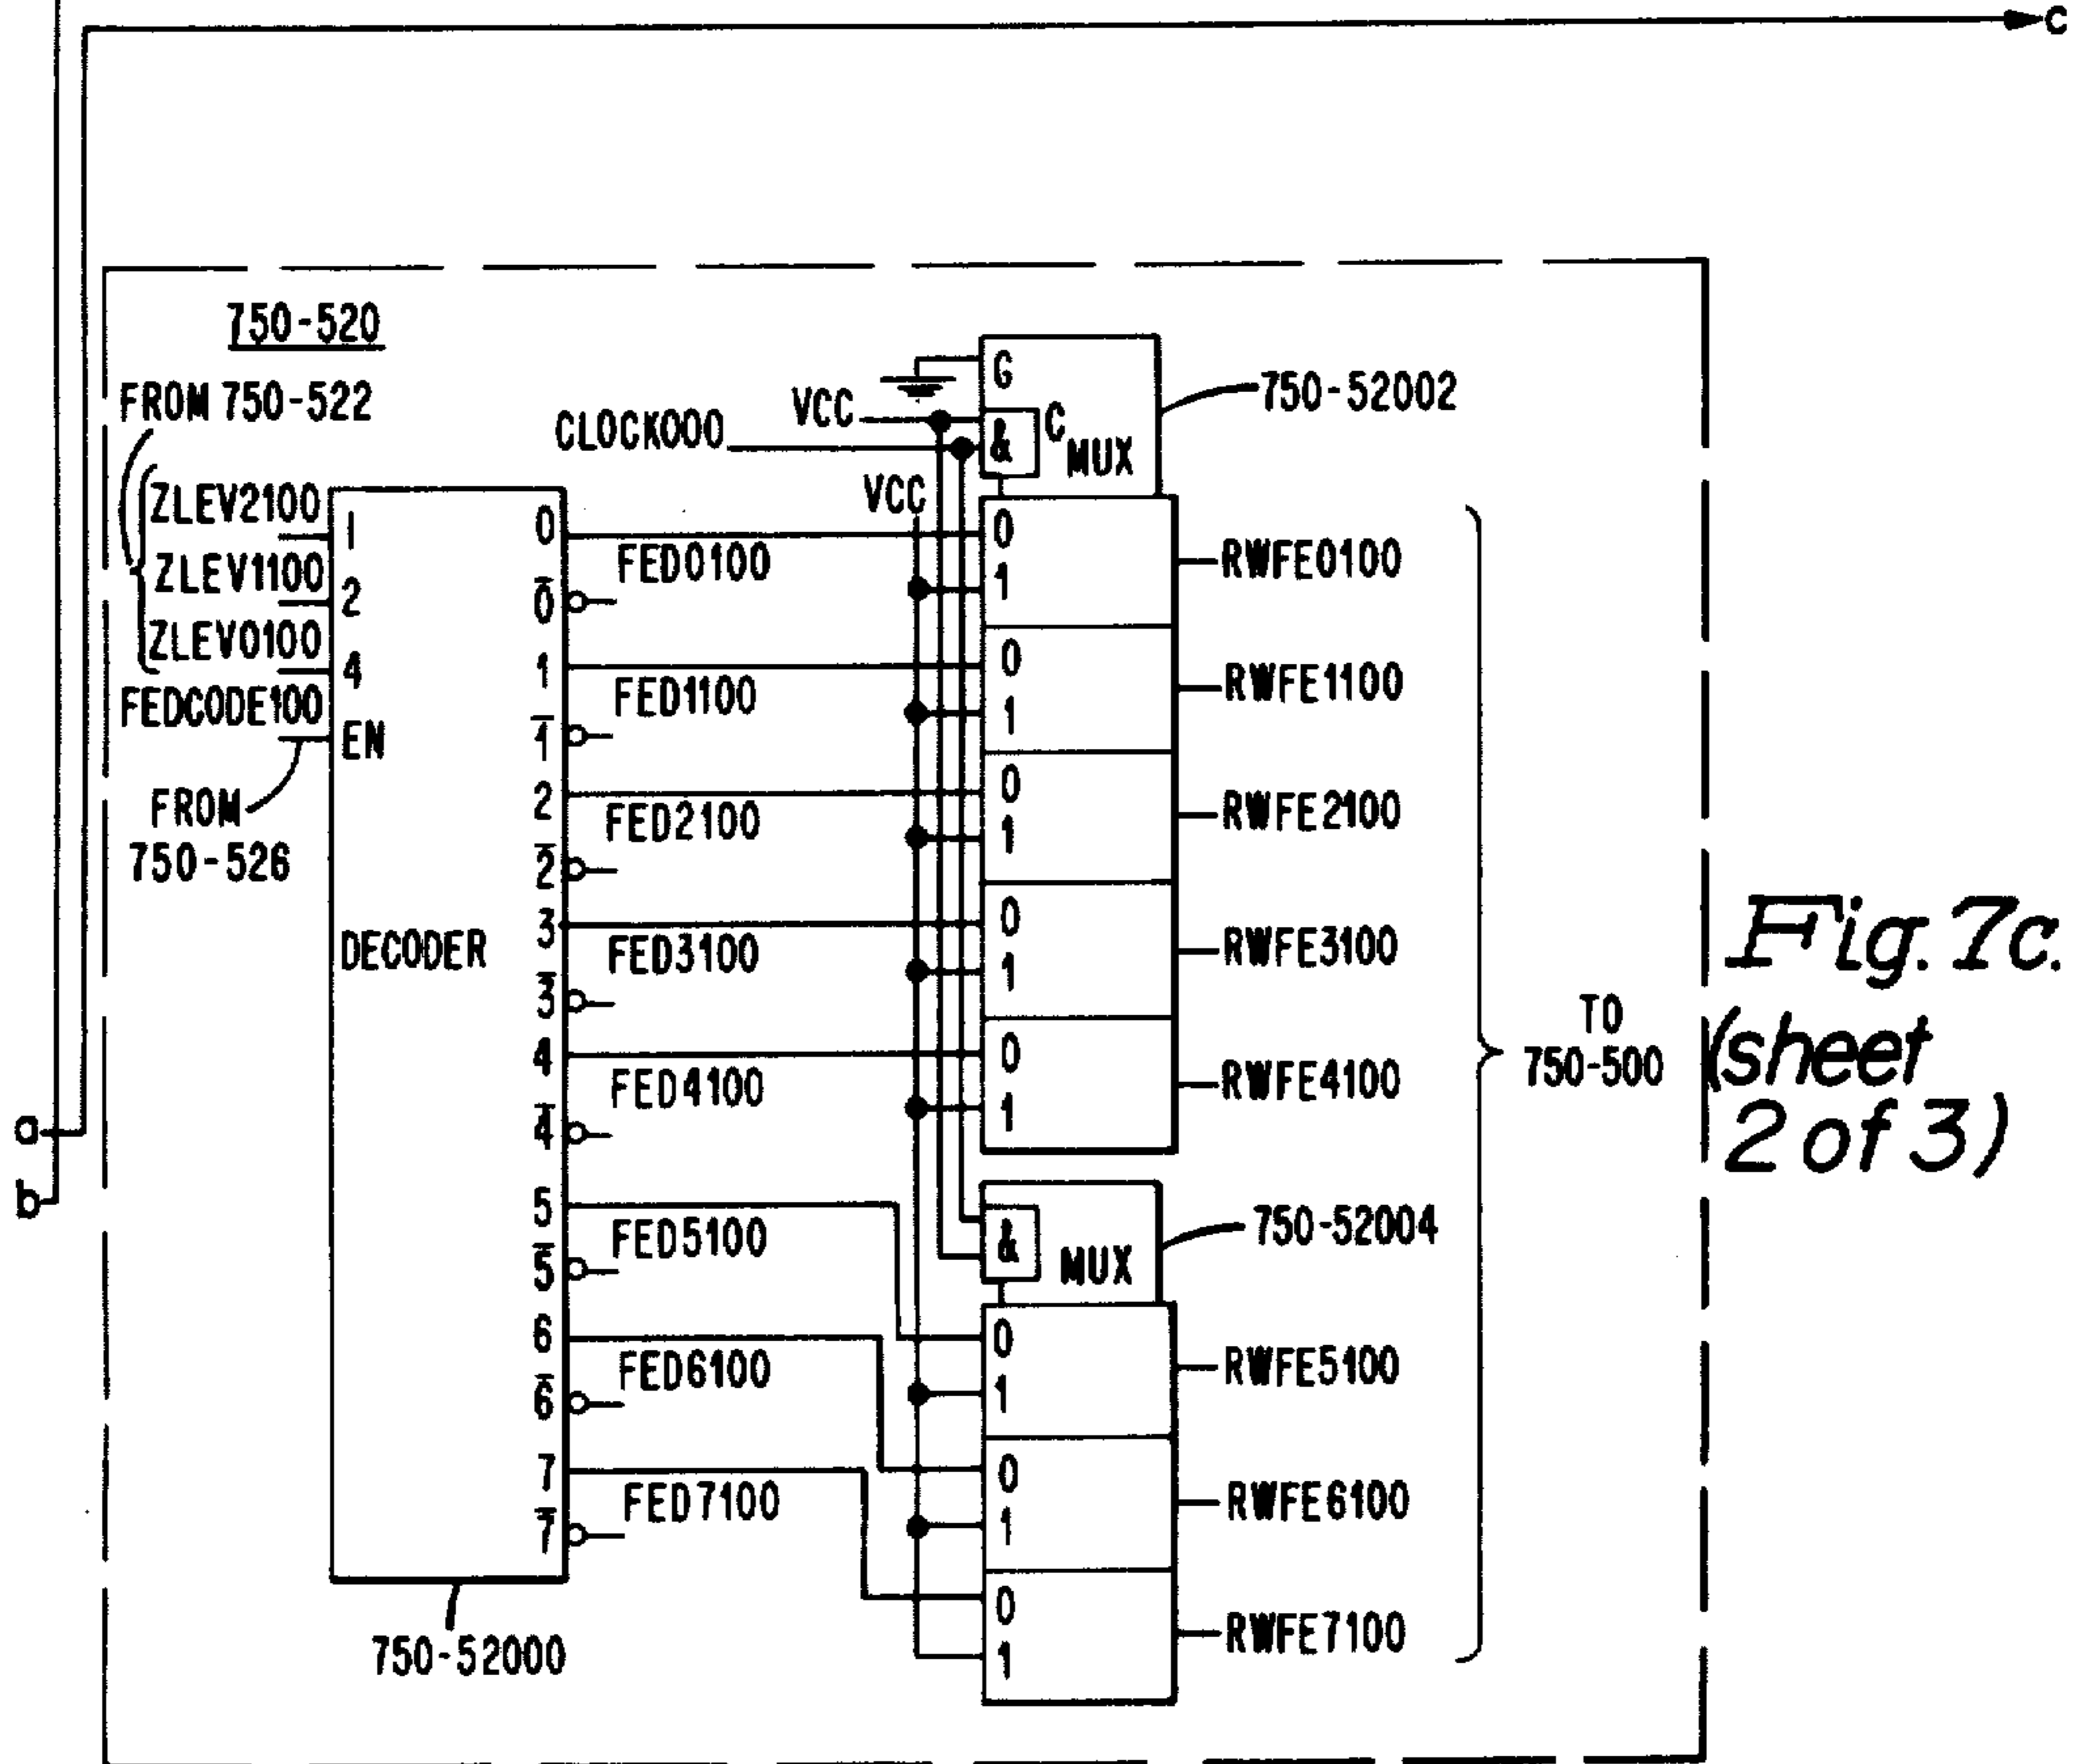 c
750-520
FROM 750-522
ZLEV2100
ZLEV1100
ZLEV0100
FEDCODE100
FROM
750-526
1
2
4
EN
DECODER
0
0̅
1
1̅
2
2̅
3
3̅
4
4̅
5
5̅
6
6̅
7
7̅
750-52000
FED0100
FED1100
FED2100
FED3100
FED4100
FED5100
FED6100
FED7100
VCC
CLOCK000
VCC
G
&
C
MUX
750-52002
0
1
RWFE0100
0
1
RWFE1100
0
1
RWFE2100
0
1
RWFE3100
0
1
RWFE4100
&
MUX
750-52004
0
1
RWFE5100
0
1
RWFE6100
0
1
RWFE7100
TO
750-500
a
b
Fig. 7c.
(sheet
2 of 3)